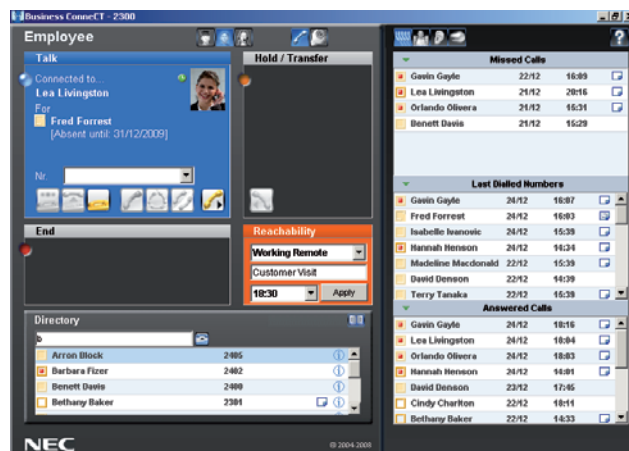 Business ConneCT - 2300
Employee
Talk
Connected to...
Lea Livingston
For
Fred Forrest
[Absent until: 31/12/2009]
Nr.
Hold / Transfer
End
Reachability
Working Remote
Customer Visit
18:30 Apply
Directory
b
Arron Block 2405
Barbara Fizer 2402
Benett Davis 2400
Bethany Baker 2301
NEC
© 2004-2008
?
Missed Calls
Gavin Gayle 22/12 16:09
Lea Livingston 21/12 20:16
Orlando Olivera 21/12 15:31
Benett Davis 21/12 15:29
Last Dialled Numbers
Gavin Gayle 24/12 16:07
Fred Forrest 24/12 16:03
Isabelle Ivanovic 24/12 15:39
Hannah Henson 24/12 14:34
Madeline Macdonald 22/12 15:39
David Denson 22/12 14:39
Terry Tanaka 22/12 15:38
Answered Calls
Gavin Gayle 24/12 18:16
Lea Livingston 24/12 18:04
Orlando Olivera 24/12 18:03
Hannah Henson 24/12 14:01
David Denson 23/12 17:45
Cindy Charlton 22/12 18:11
Bethany Baker 22/12 14:33